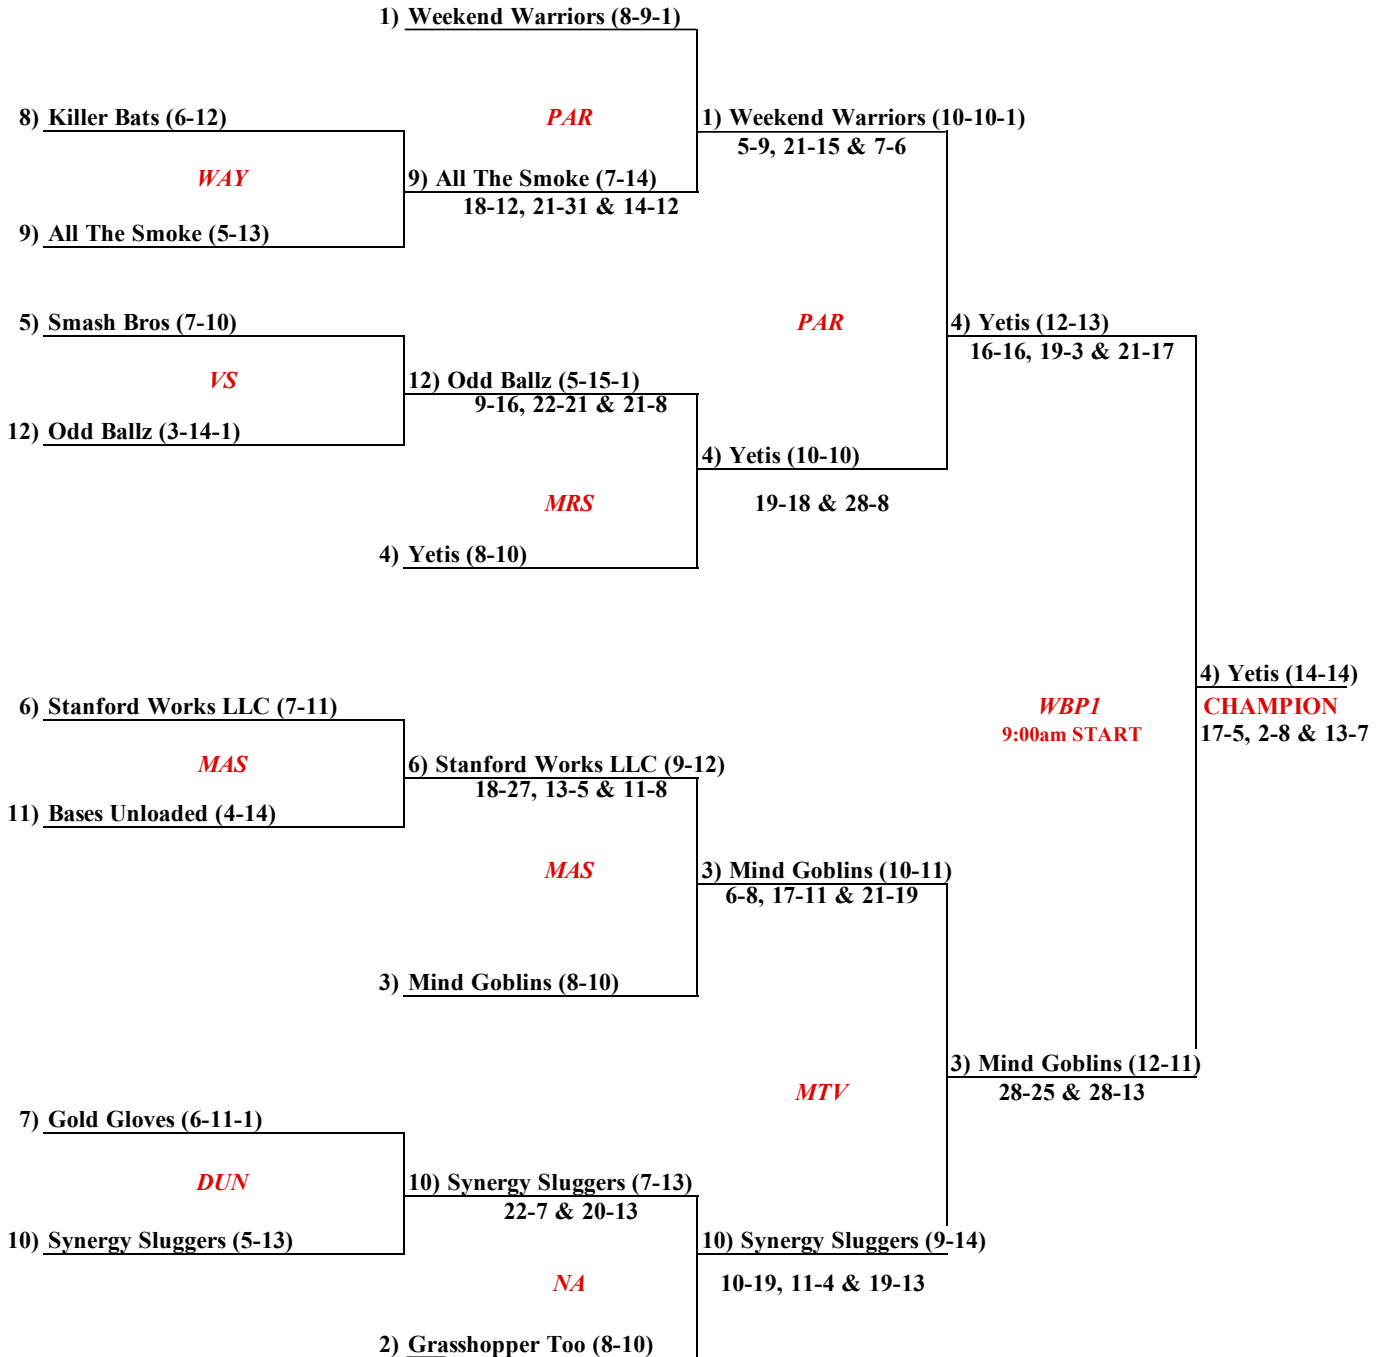 1) Weekend Warriors (8-9-1)
8) Killer Bats (6-12)
PAR
1) Weekend Warriors (10-10-1)
5-9, 21-15 & 7-6
WAY
9) All The Smoke (7-14)
18-12, 21-31 & 14-12
9) All The Smoke (5-13)
5) Smash Bros (7-10)
PAR
4) Yetis (12-13)
16-16, 19-3 & 21-17
VS
12) Odd Ballz (5-15-1)
9-16, 22-21 & 21-8
12) Odd Ballz (3-14-1)
4) Yetis (10-10)
MRS
19-18 & 28-8
4) Yetis (8-10)
4) Yetis (14-14)
6) Stanford Works LLC (7-11)
WBP1
CHAMPION
9:00am START
17-5, 2-8 & 13-7
MAS
6) Stanford Works LLC (9-12)
18-27, 13-5 & 11-8
11) Bases Unloaded (4-14)
MAS
3) Mind Goblins (10-11)
6-8, 17-11 & 21-19
3) Mind Goblins (8-10)
3) Mind Goblins (12-11)
MTV
28-25 & 28-13
7) Gold Gloves (6-11-1)
DUN
10) Synergy Sluggers (7-13)
22-7 & 20-13
10) Synergy Sluggers (5-13)
10) Synergy Sluggers (9-14)
NA
10-19, 11-4 & 19-13
2) Grasshopper Too (8-10)